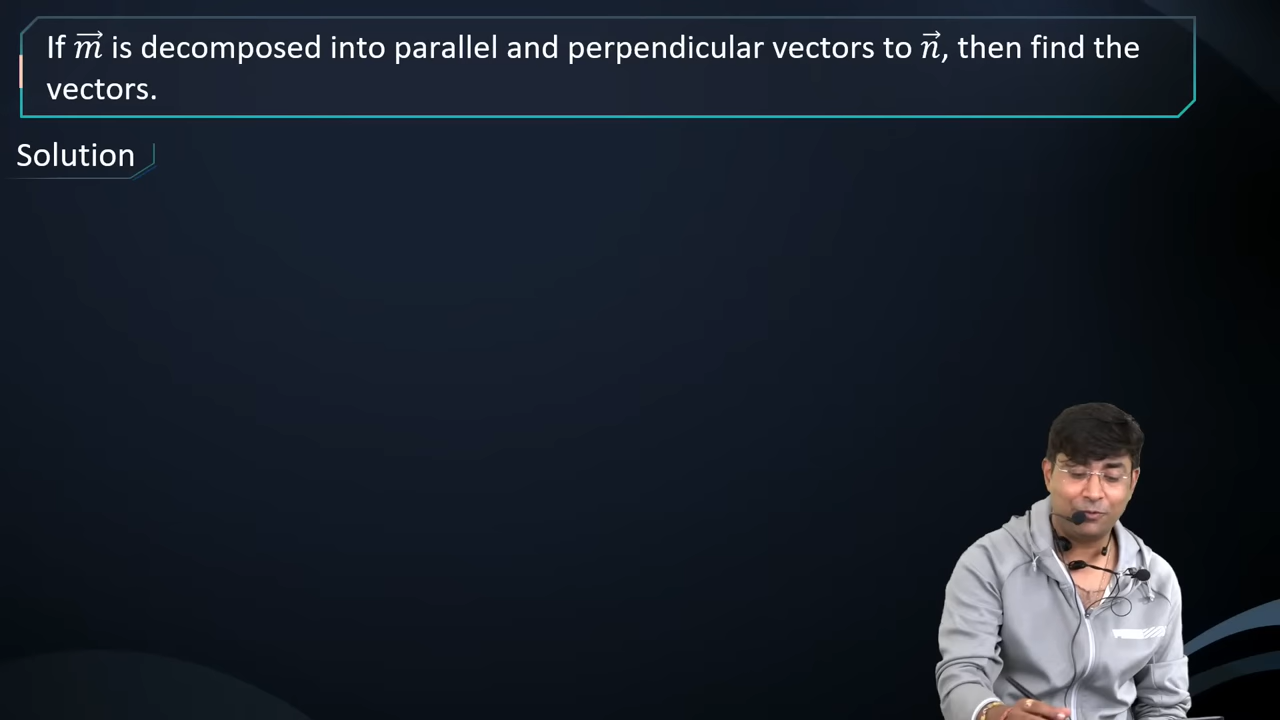 If \(\vec{m}\) is decomposed into parallel and perpendicular vectors to \(\vec{n}\), then find the
vectors.
Solution